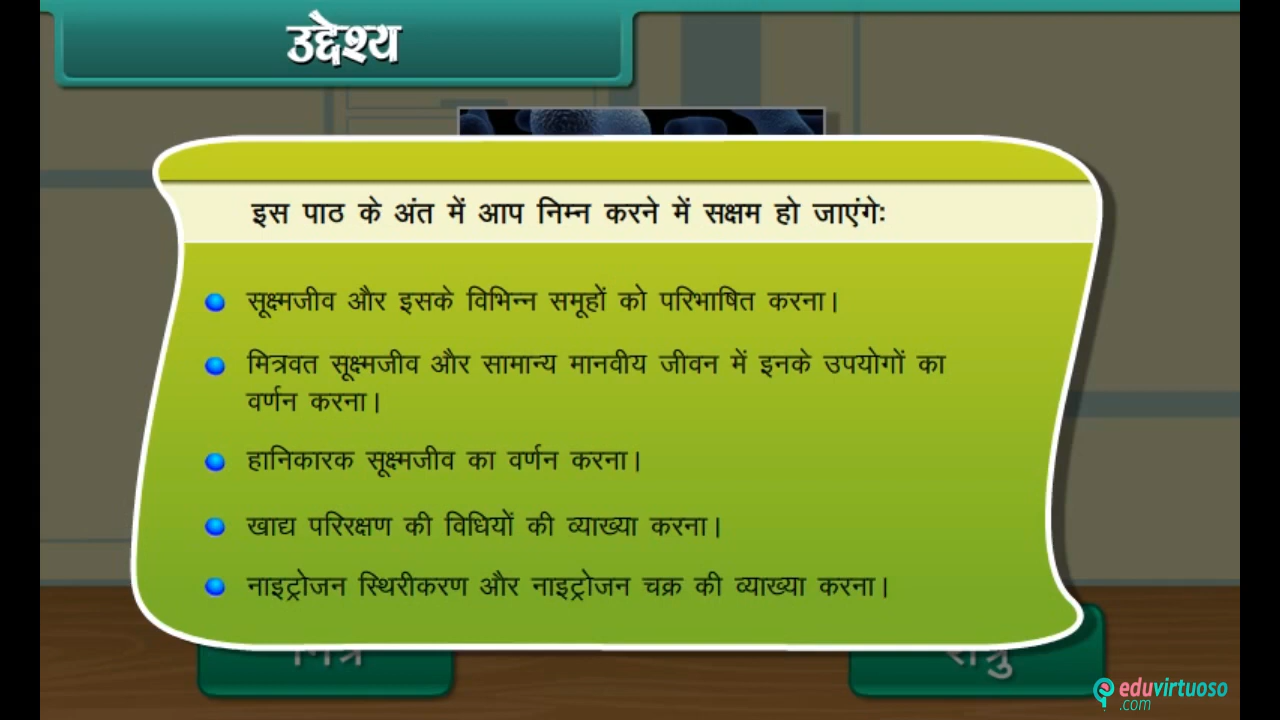 उद्देश्य
इस पाठ के अंत में आप निम्न करने में सक्षम हो जाएंगेः
सूक्ष्मजीव और इसके विभिन्न समूहों को परिभाषित करना।
मित्रवत सूक्ष्मजीव और सामान्य मानवीय जीवन में इनके उपयोगों का
वर्णन करना।
हानिकारक सूक्ष्मजीव का वर्णन करना।
खाद्य परिरक्षण की विधियों की व्याख्या करना।
नाइट्रोजन स्थिरीकरण और नाइट्रोजन चक्र की व्याख्या करना।
मित्र
शत्रु
eduvirtuoso
.com